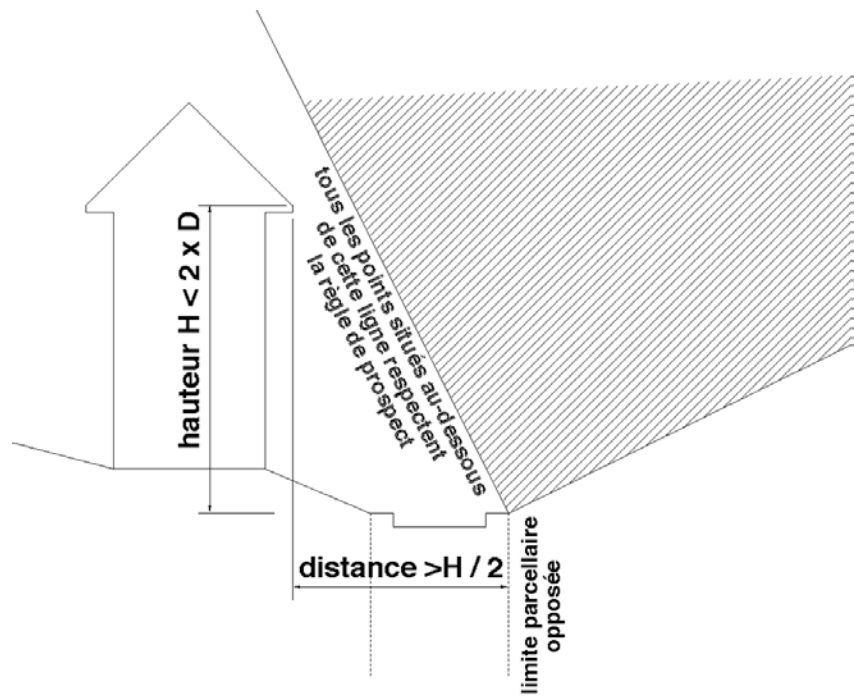 hauteur H < 2 x D
tous les points situés au-dessous
de cette ligne respectent
la règle de prospect
distance >H / 2
limite parcellaire
opposée